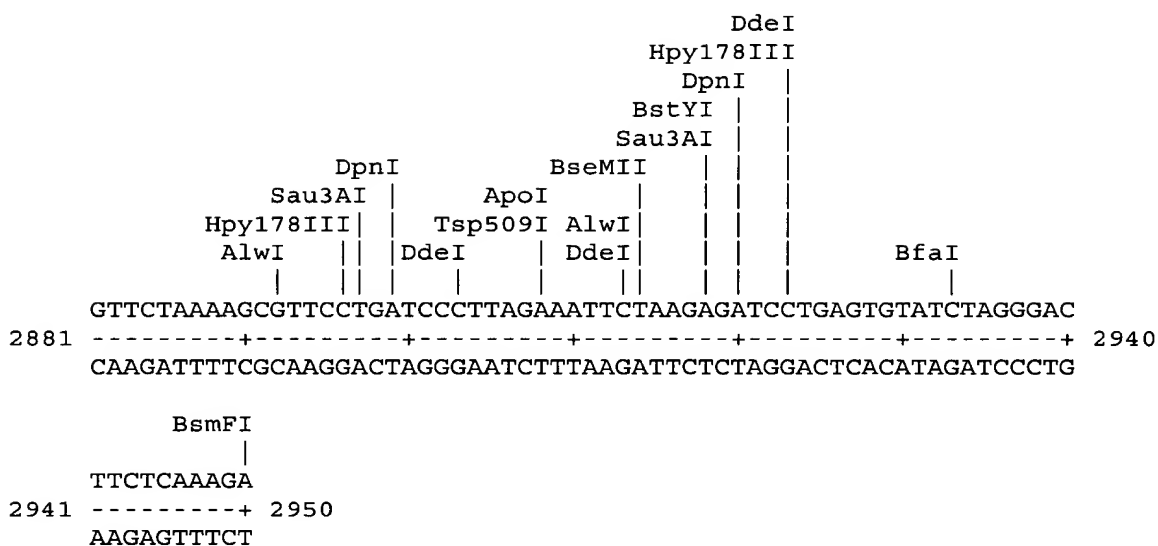 DdeI
Hpy178III |
DpnI |
BstYI | |
Sau3AI | |
DpnI BseMII | | |
Sau3AI | ApoI | | | |
Hpy178III | | Tsp509I | AlwI | | | |
AlwI || | DdeI | DdeI | | | | BfaI
| || | | | || | | | |
GTTCTAAAAGCGTTCCTGATCCCTTAGAAATTCTAAGAGATCCTGAGTGTATCTAGGGAC
2881 ---------+---------+---------+---------+---------+---------+ 2940
CAAGATTTTCGCAAGGACTAGGGAATCTTTAAGATTCTCTAGGACTCACATAGATCCCTG
BsmFI
|
TTCTCAAAGA
2941 ---------+ 2950
AAGAGTTTCT